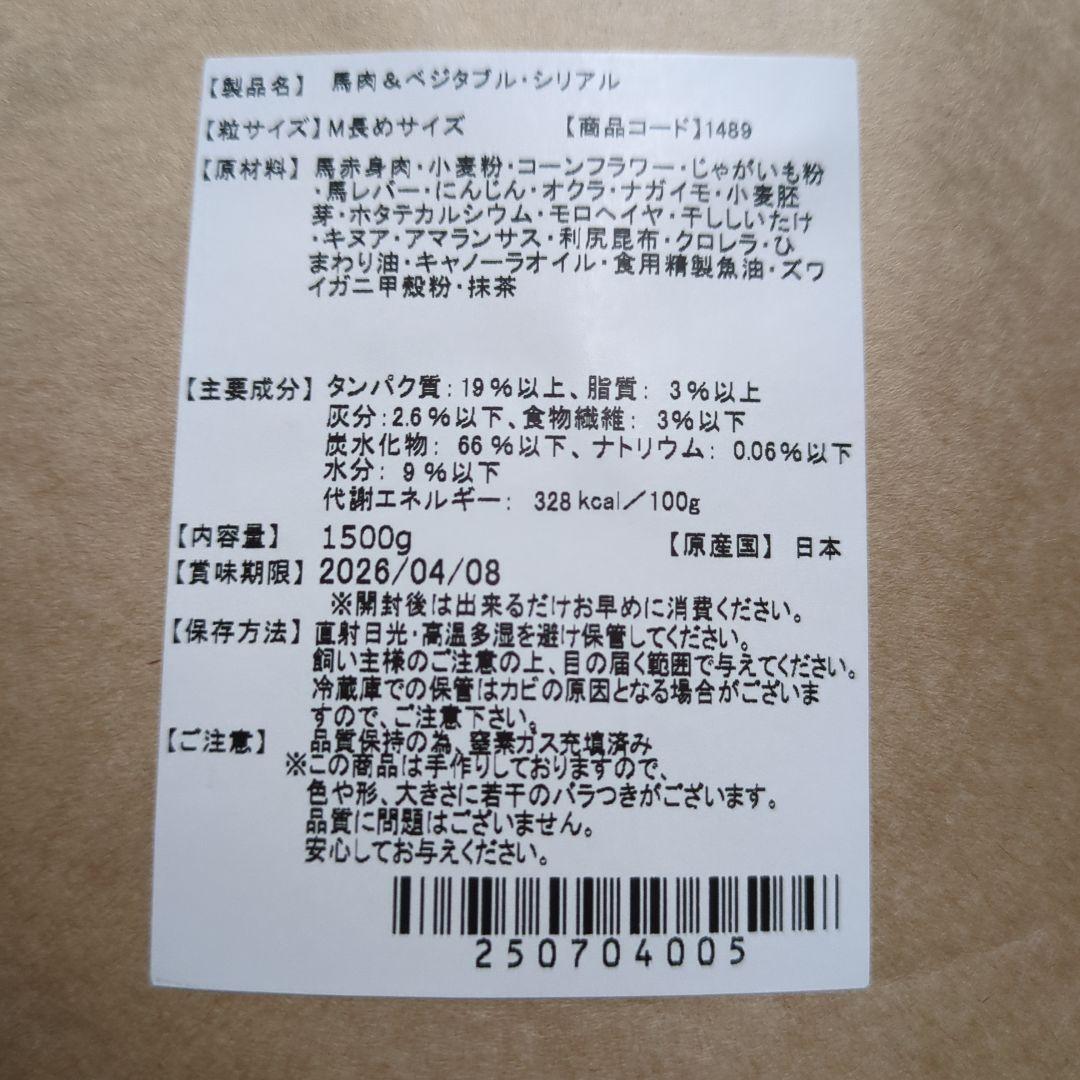 【製品名】 馬肉&ベジタブル・シリアル
【粒サイズ】M長めサイズ 【商品コード】1489
【原材料】馬赤身肉・小麦粉・コーンフラワー・じゃがいも粉
・馬レバー・にんじん・オクラ・ナガイモ・小麦胚
芽・ホタテカルシウム・モロヘイヤ・干ししいたけ
・キヌア・アマランサス・利尻昆布・クロレラ・ひ
まわり油・キャノーラオイル・食用精製魚油・ズワ
イガニ甲殻粉・抹茶
【主要成分】タンパク質: 19%以上、脂質: 3%以上
灰分:2.6%以下、食物繊維: 3%以下
炭水化物: 66%以下、ナトリウム: 0.06%以下
水分: 9%以下
代謝エネルギー: 328kcal/100g
【内容量】 1500g 【原産国】 日本
【賞味期限】2026/04/08
※開封後は出来るだけお早めに消費ください。
【保存方法】直射日光・高温多湿を避け保管してください。
飼い主様のご注意の上、目の届く範囲で与えてください。
冷蔵庫での保管はカビの原因となる場合がございま
すので、ご注意下さい。
【ご注意】 品質保持の為、窒素ガス充填済み
※この商品は手作りしておりますので、
色や形、大きさに若干のバラつきがございます。
品質に問題はございません。
安心してお与えください。
250704005